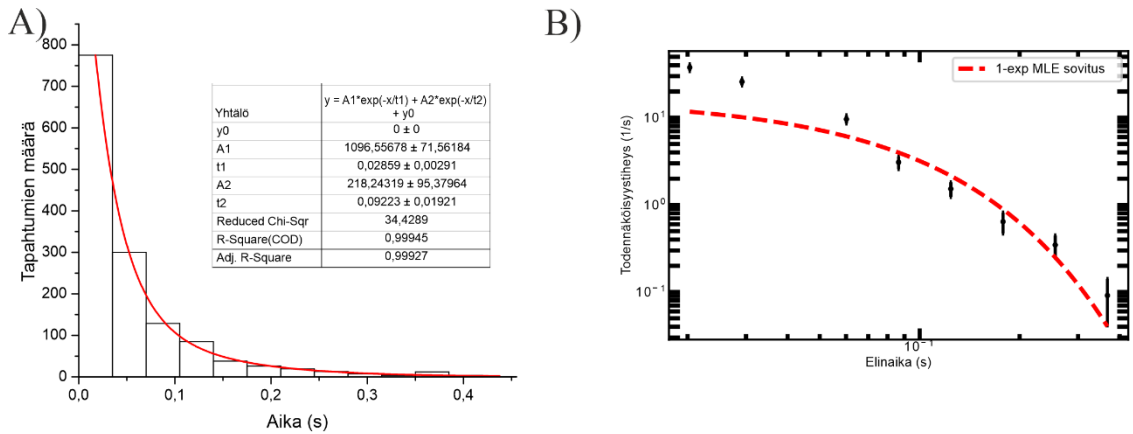 A)
B)
Tapahtumien määrä
800
700
600
500
400
300
200
100
0
0,0
0,1
0,2
0,3
0,4
Aika (s)
Yhtälö
y = A1*exp(-x/t1) + A2*exp(-x/t2) + y0
y0
0 ± 0
A1
1096,55678 ± 71,56184
t1
0,02859 ± 0,00291
A2
218,24319 ± 95,37964
t2
0,09223 ± 0,01921
Reduced Chi-Sqr
34,4289
R-Square(COD)
0,99945
Adj. R-Square
0,99927
Todennäköisyystiheys (1/s)
10¹
10⁰
10⁻¹
1-exp MLE sovitus
10⁻¹
Elinaika (s)